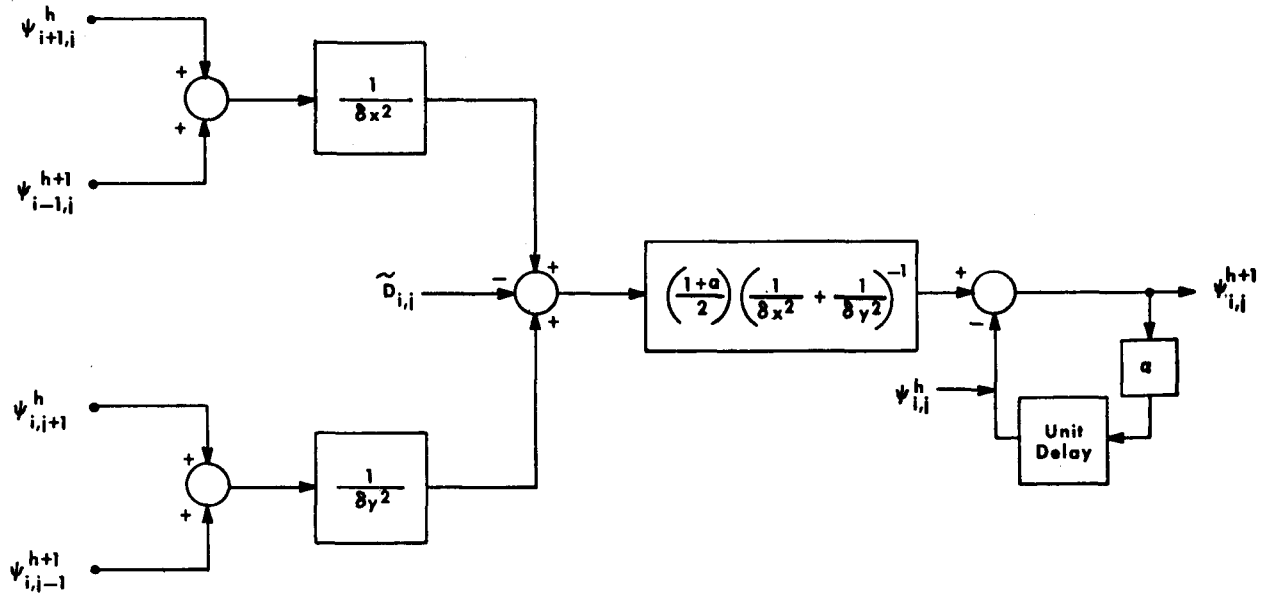 ψ^h_{i+1,j}
+
+
ψ^{h+1}_{i−1,j}
1/δx²
D̃_{i,j}
−
+
+
((1+α)/2) (1/δx² + 1/δy²)^{−1}
+
−
ψ^{h+1}_{i,j}
α
ψ^h_{i,j}
Unit
Delay
ψ^h_{i,j+1}
+
+
ψ^{h+1}_{i,j−1}
1/δy²